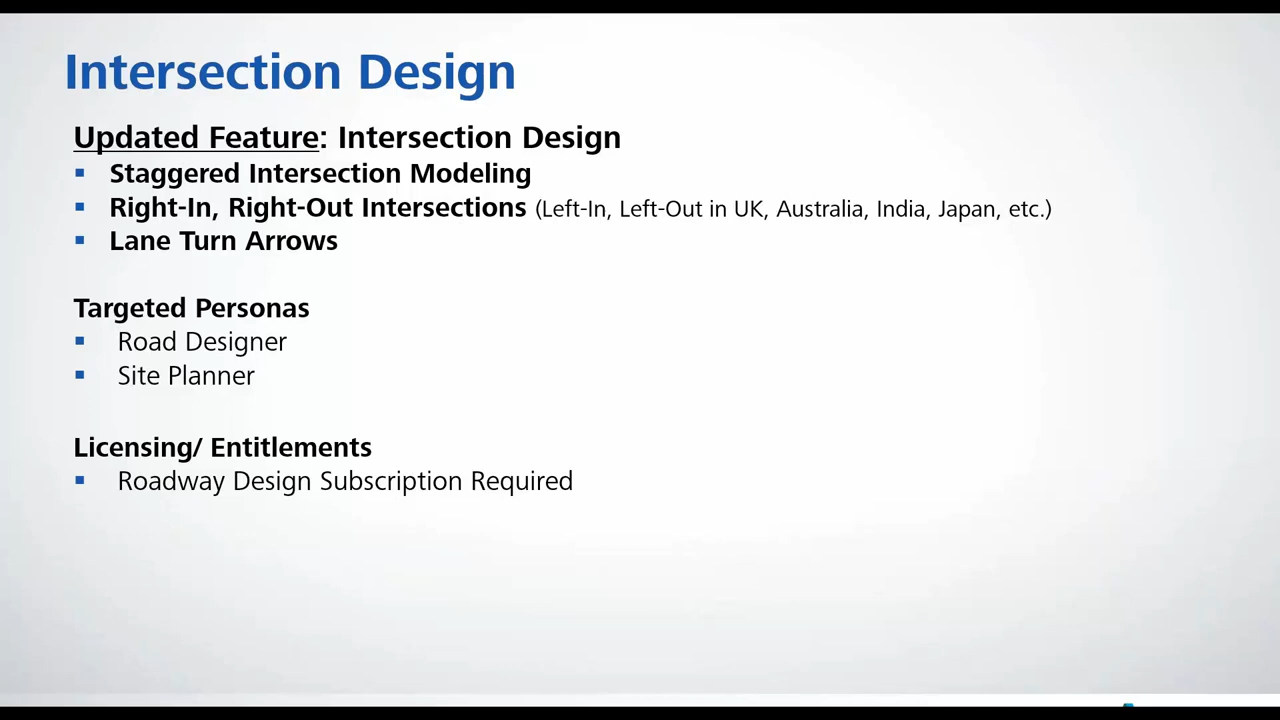 Intersection Design
Updated Feature: Intersection Design
▪ Staggered Intersection Modeling
▪ Right-In, Right-Out Intersections (Left-In, Left-Out in UK, Australia, India, Japan, etc.)
▪ Lane Turn Arrows
Targeted Personas
▪ Road Designer
▪ Site Planner
Licensing/ Entitlements
▪ Roadway Design Subscription Required